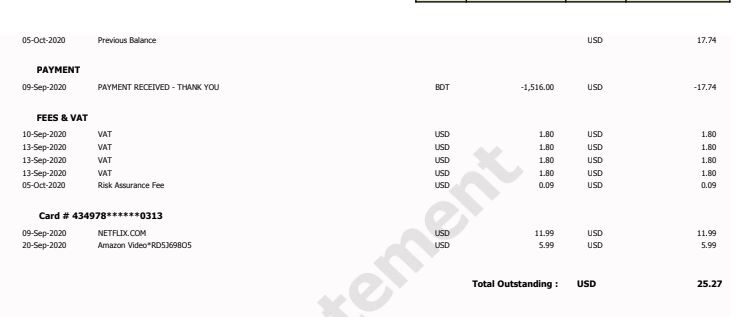 05-Oct-2020 Previous Balance USD 17.74
PAYMENT
09-Sep-2020 PAYMENT RECEIVED - THANK YOU BDT -1,516.00 USD -17.74
FEES & VAT
10-Sep-2020 VAT USD 1.80 USD 1.80
13-Sep-2020 VAT USD 1.80 USD 1.80
13-Sep-2020 VAT USD 1.80 USD 1.80
13-Sep-2020 VAT USD 1.80 USD 1.80
05-Oct-2020 Risk Assurance Fee USD 0.09 USD 0.09
Card # 434978******0313
09-Sep-2020 NETFLIX.COM USD 11.99 USD 11.99
20-Sep-2020 Amazon Video*RD5J698O5 USD 5.99 USD 5.99
Total Outstanding : USD 25.27
tement